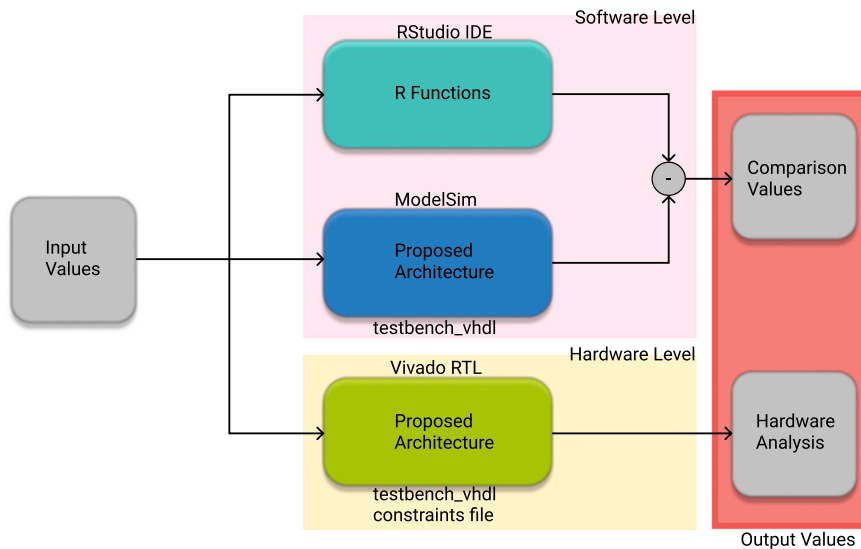 Software Level
RStudio IDE
R Functions
ModelSim
Proposed
Architecture
testbench_vhdl
Input
Values
-
Comparison
Values
Hardware Level
Vivado RTL
Proposed
Architecture
testbench_vhdl
constraints file
Hardware
Analysis
Output Values